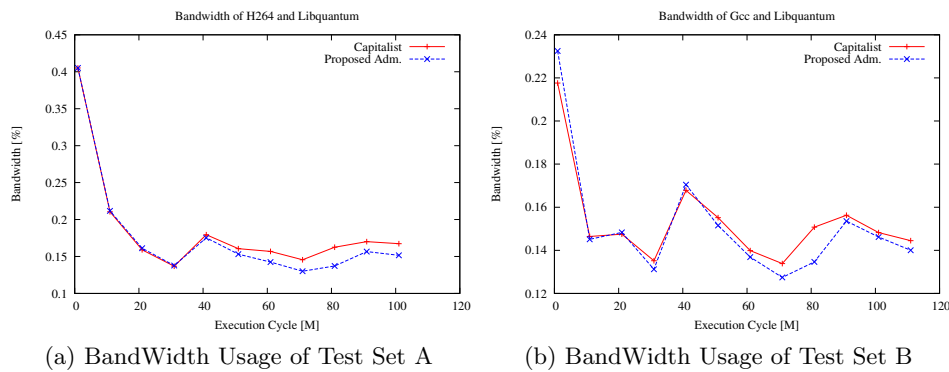 Bandwidth of H264 and Libquantum
0.45
0.4
0.35
0.3
0.25
0.2
0.15
0.1
Bandwidth [%]
Capitalist
Proposed Adm.
0
20
40
60
80
100
120
Execution Cycle [M]
(a) BandWidth Usage of Test Set A
Bandwidth of Gcc and Libquantum
0.24
0.22
0.2
0.18
0.16
0.14
0.12
Bandwidth [%]
Capitalist
Proposed Adm.
0
20
40
60
80
100
120
Execution Cycle [M]
(b) BandWidth Usage of Test Set B